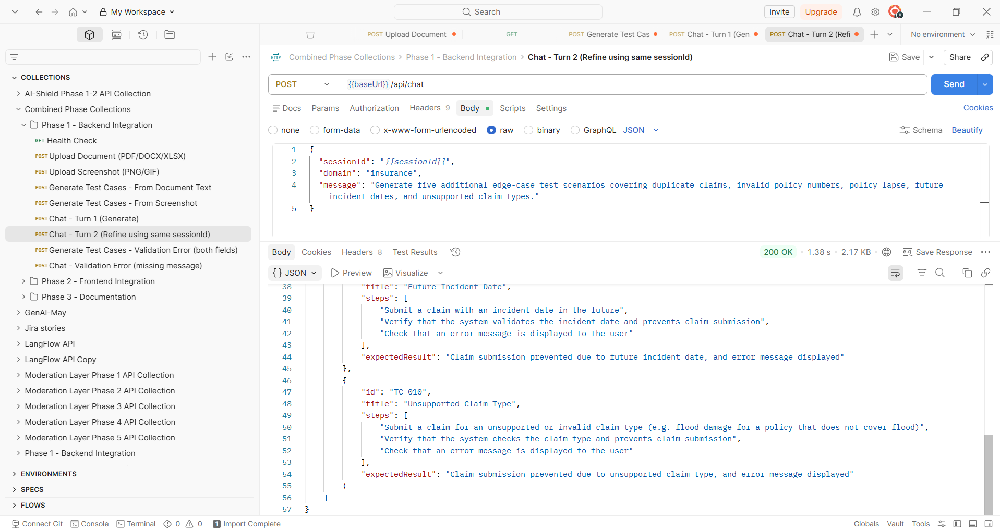 My Workspace
Search
Invite
Upgrade
POST Upload Document
GET
POST Generate Test Cas
POST Chat - Turn 1 (Gen
POST Chat - Turn 2 (Refi
No environment
HTTP Combined Phase Collections > Phase 1 - Backend Integration > Chat - Turn 2 (Refine using same sessionId)
Save
Share
POST {{baseUrl}} /api/chat
Send
Docs Params Authorization Headers 9 Body Scripts Settings
Cookies
none form-data x-www-form-urlencoded raw binary GraphQL JSON
Schema Beautify
1 {
2 "sessionId": "{{sessionId}}",
3 "domain": "insurance",
4 "message": "Generate five additional edge-case test scenarios covering duplicate claims, invalid policy numbers, policy lapse, future
incident dates, and unsupported claim types."
5 }
Body Cookies Headers 8 Test Results
200 OK • 1.38 s • 2.17 KB
e.g. Save Response
{} JSON Preview Visualize
38 "title": "Future Incident Date",
39 "steps": [
40 "Submit a claim with an incident date in the future",
41 "Verify that the system validates the incident date and prevents claim submission",
42 "Check that an error message is displayed to the user"
43 ],
44 "expectedResult": "Claim submission prevented due to future incident date, and error message displayed"
45 },
46 {
47 "id": "TC-010",
48 "title": "Unsupported Claim Type",
49 "steps": [
50 "Submit a claim for an unsupported or invalid claim type (e.g. flood damage for a policy that does not cover flood)",
51 "Verify that the system checks the claim type and prevents claim submission",
52 "Check that an error message is displayed to the user"
53 ],
54 "expectedResult": "Claim submission prevented due to unsupported claim type, and error message displayed"
55 }
56 ]
57 }
COLLECTIONS
AI-Shield Phase 1-2 API Collection
Combined Phase Collections
Phase 1 - Backend Integration
GET Health Check
POST Upload Document (PDF/DOCX/XLSX)
POST Upload Screenshot (PNG/GIF)
POST Generate Test Cases - From Document Text
POST Generate Test Cases - From Screenshot
POST Chat - Turn 1 (Generate)
POST Chat - Turn 2 (Refine using same sessionId)
POST Generate Test Cases - Validation Error (both fields)
POST Chat - Validation Error (missing message)
Phase 2 - Frontend Integration
Phase 3 - Documentation
GenAI-May
Jira stories
LangFlow API
LangFlow API Copy
Moderation Layer Phase 1 API Collection
Moderation Layer Phase 2 API Collection
Moderation Layer Phase 3 API Collection
Moderation Layer Phase 4 API Collection
Moderation Layer Phase 5 API Collection
Phase 1 - Backend Integration
ENVIRONMENTS
SPECS
FLOWS
Connect Git Console Terminal 0 0 1 Import Complete
Globals Vault Tools